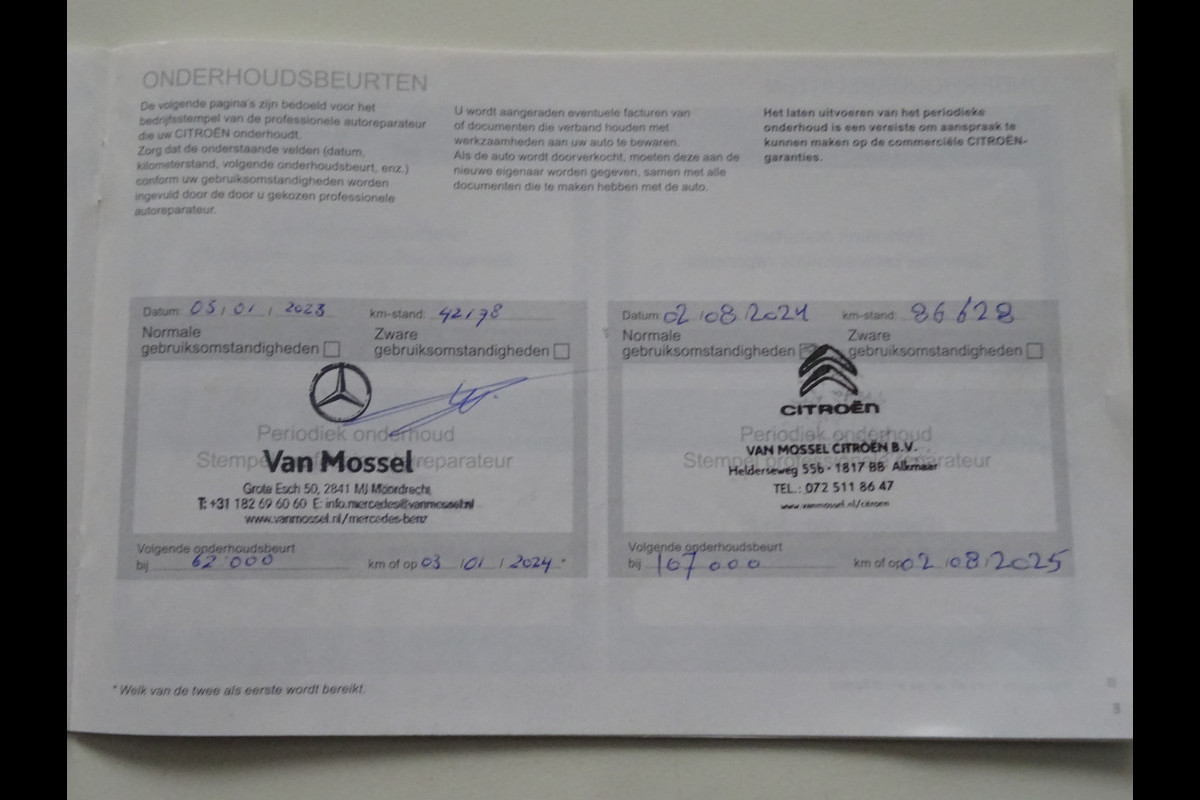 ONDERHOUDSBEURTEN
De volgende pagina's zijn bedoeld voor het
bedrijfsstempel van de professionele autoreparateur
die uw CITROËN onderhoudt.
Zorg dat de onderstaande velden (datum,
kilometerstand, volgende onderhoudsbeurt, enz.)
conform uw gebruiksomstandigheden worden
ingevuld door de door u gekozen professionele
autoreparateur.
U wordt aangeraden eventuele facturen van
of documenten die verband houden met
werkzaamheden aan uw auto te bewaren.
Als de auto wordt doorverkocht, moeten deze aan de
nieuwe eigenaar worden gegeven, samen met alle
documenten die te maken hebben met de auto.
Het laten uitvoeren van het periodieke
onderhoud is een vereiste om aanspraak te
kunnen maken op de commerciële CITROËN-
garanties.
Datum: 03 / 01 / 2023 km-stand: 42198
Normale
gebruiksomstandigheden
Zware
gebruiksomstandigheden
Periodiek onderhoud
Stempel reparateur
Van Mossel
Grote Esch 50, 2841 MJ Moordrecht
T: +31 182 69 60 60 E: info.mercedes@vanmossel.nl
www.vanmossel.nl/mercedes-benz
Volgende onderhoudsbeurt
bij 62.000 km of op 03 / 01 / 2024 *
Datum: 02 / 08 / 2024 km-stand: 86628
Normale
gebruiksomstandigheden
Zware
gebruiksomstandigheden
CITROËN
Periodiek onderhoud
VAN MOSSEL CITROËN B.V.
Stempel professionele reparateur
Helderseweg 55b - 1817 BB Alkmaar
TEL.: 072 511 86 47
www.vanmossel.nl/citroen
Volgende onderhoudsbeurt
bij 107000 km of op 02 / 08 / 2025
* Welk van de twee als eerste wordt bereikt.
3